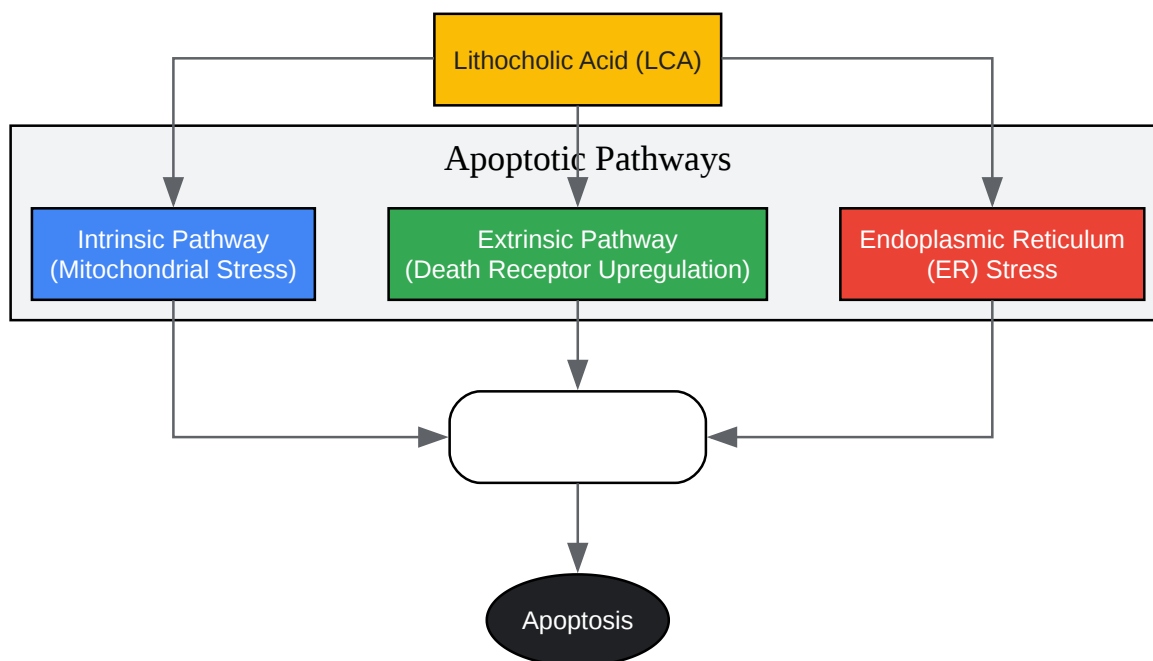 Lithocholic Acid (LCA)
Apoptotic Pathways
Intrinsic Pathway
(Mitochondrial Stress)
Extrinsic Pathway
(Death Receptor Upregulation)
Endoplasmic Reticulum
(ER) Stress
Apoptosis